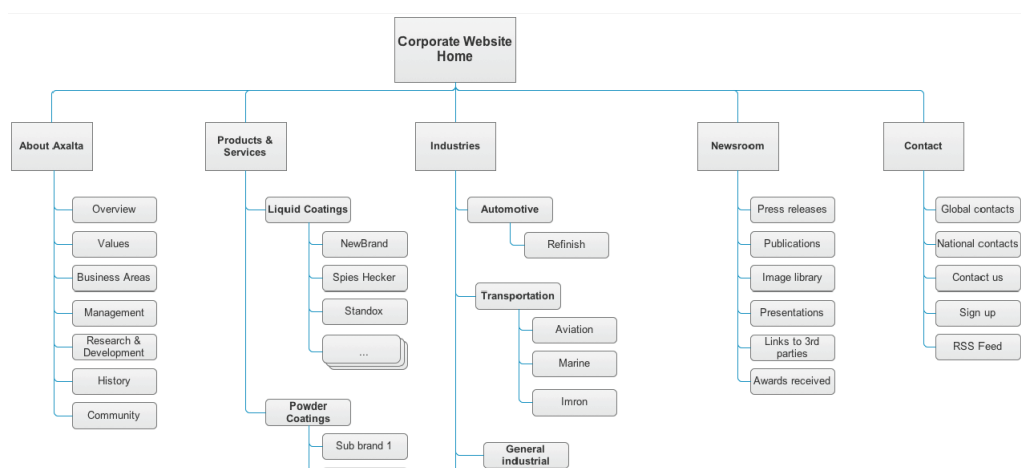 Corporate Website
Home
About Axalta
Products &
Services
Industries
Newsroom
Contact
Overview
Values
Business Areas
Management
Research &
Development
History
Community
Liquid Coatings
NewBrand
Spies Hecker
Standox
...
Powder
Coatings
Sub brand 1
Automotive
Refinish
Transportation
Aviation
Marine
Imron
General
industrial
Press releases
Publications
Image library
Presentations
Links to 3rd
parties
Awards received
Global contacts
National contacts
Contact us
Sign up
RSS Feed